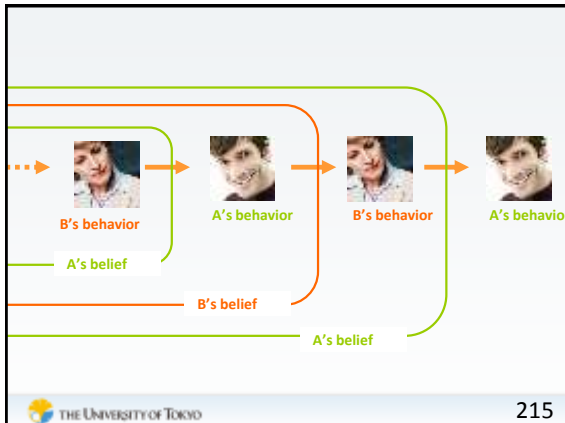 B's behavior
A's behavior
B's behavior
A's behavio
A's belief
B's belief
A's belief
THE UNIVERSITY OF TOKYO
215